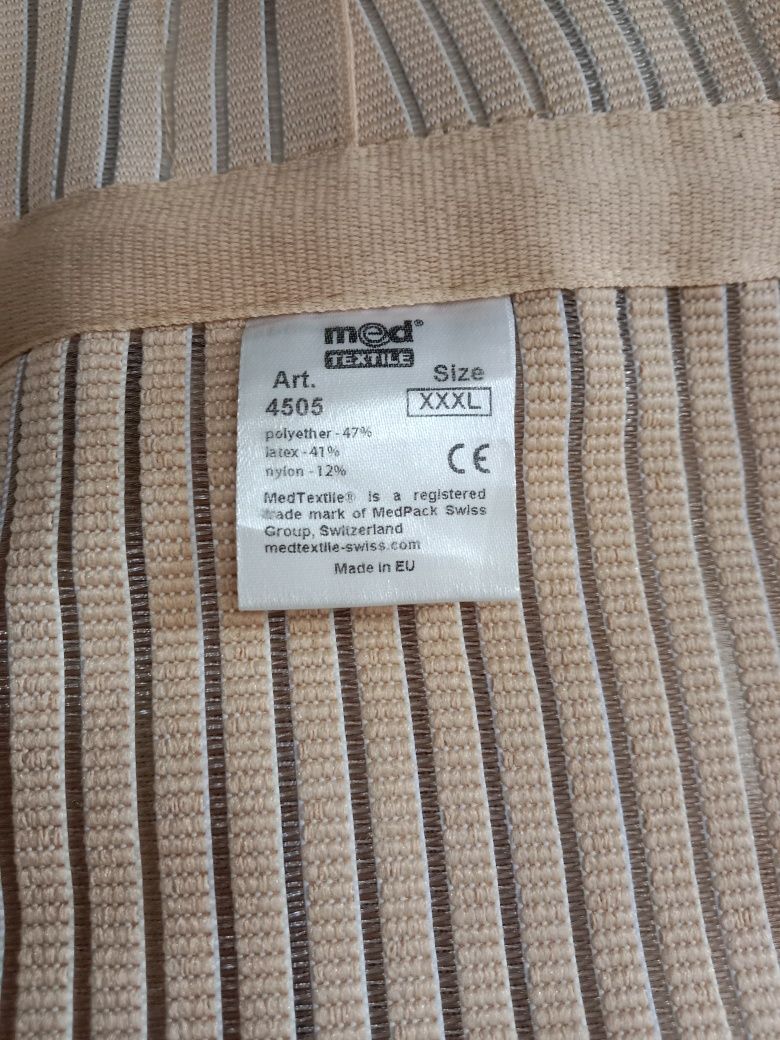 med®
TEXTILE
Art. Size
4505 XXXL
polyether - 47%
latex - 41%
nylon - 12%
CE
MedTextile® is a registered
trade mark of MedPack Swiss
Group, Switzerland
medtextile-swiss.com
Made in EU